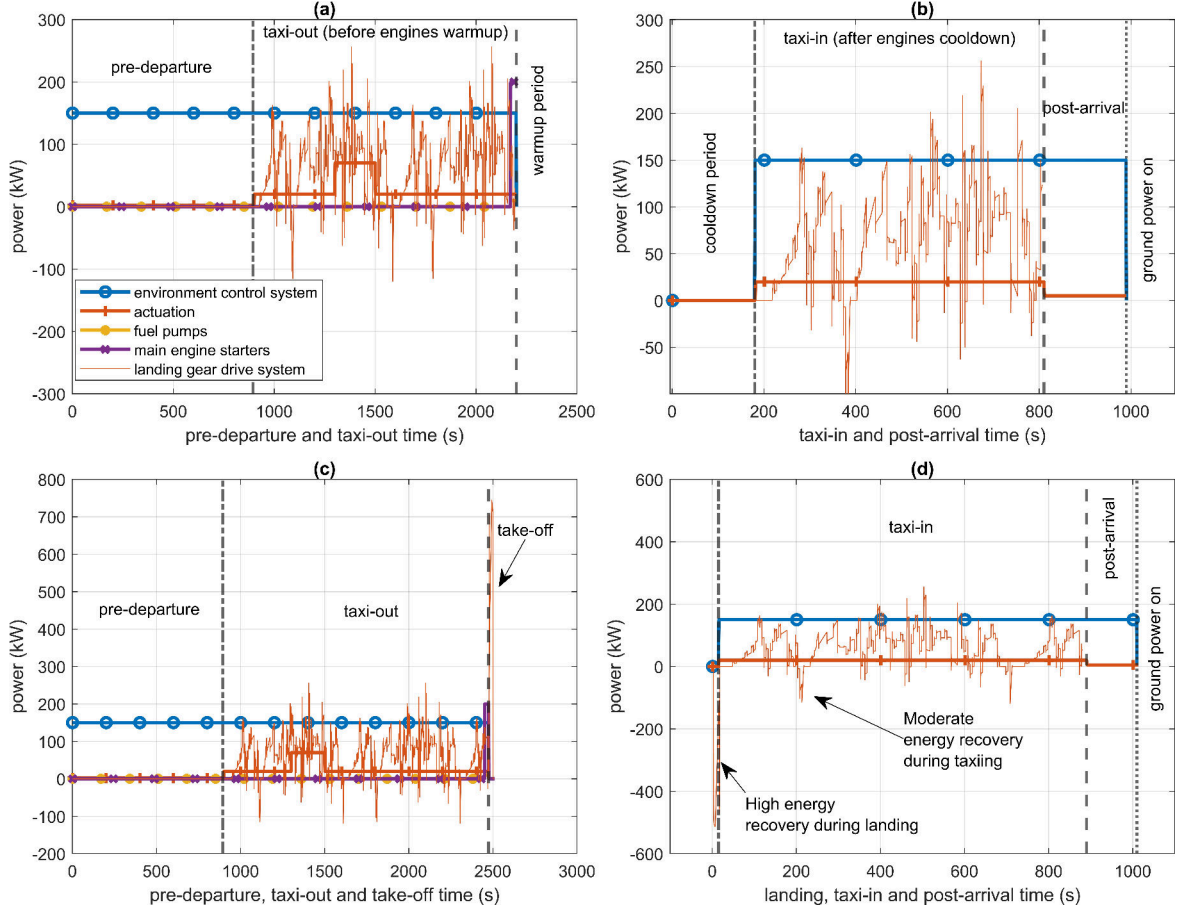 (a)
300
200
100
0
-100
-200
-300
power (kW)
taxi-out (before engines warmup)
pre-departure
warmup period
environment control system
actuation
fuel pumps
main engine starters
landing gear drive system
0
500
1000
1500
2000
2500
pre-departure and taxi-out time (s)
(b)
300
250
200
150
100
50
0
-50
power (kW)
taxi-in (after engines cooldown)
cooldown period
post-arrival
ground power on
0
200
400
600
800
1000
taxi-in and post-arrival time (s)
(c)
800
700
600
500
400
300
200
100
0
-100
-200
power (kW)
take-off
pre-departure
taxi-out
0
500
1000
1500
2000
2500
3000
pre-departure, taxi-out and take-off time (s)
(d)
600
400
200
0
-200
-400
-600
power (kW)
taxi-in
post-arrival
ground power on
Moderate
energy recovery
during taxiing
High energy
recovery during landing
0
200
400
600
800
1000
landing, taxi-in and post-arrival time (s)